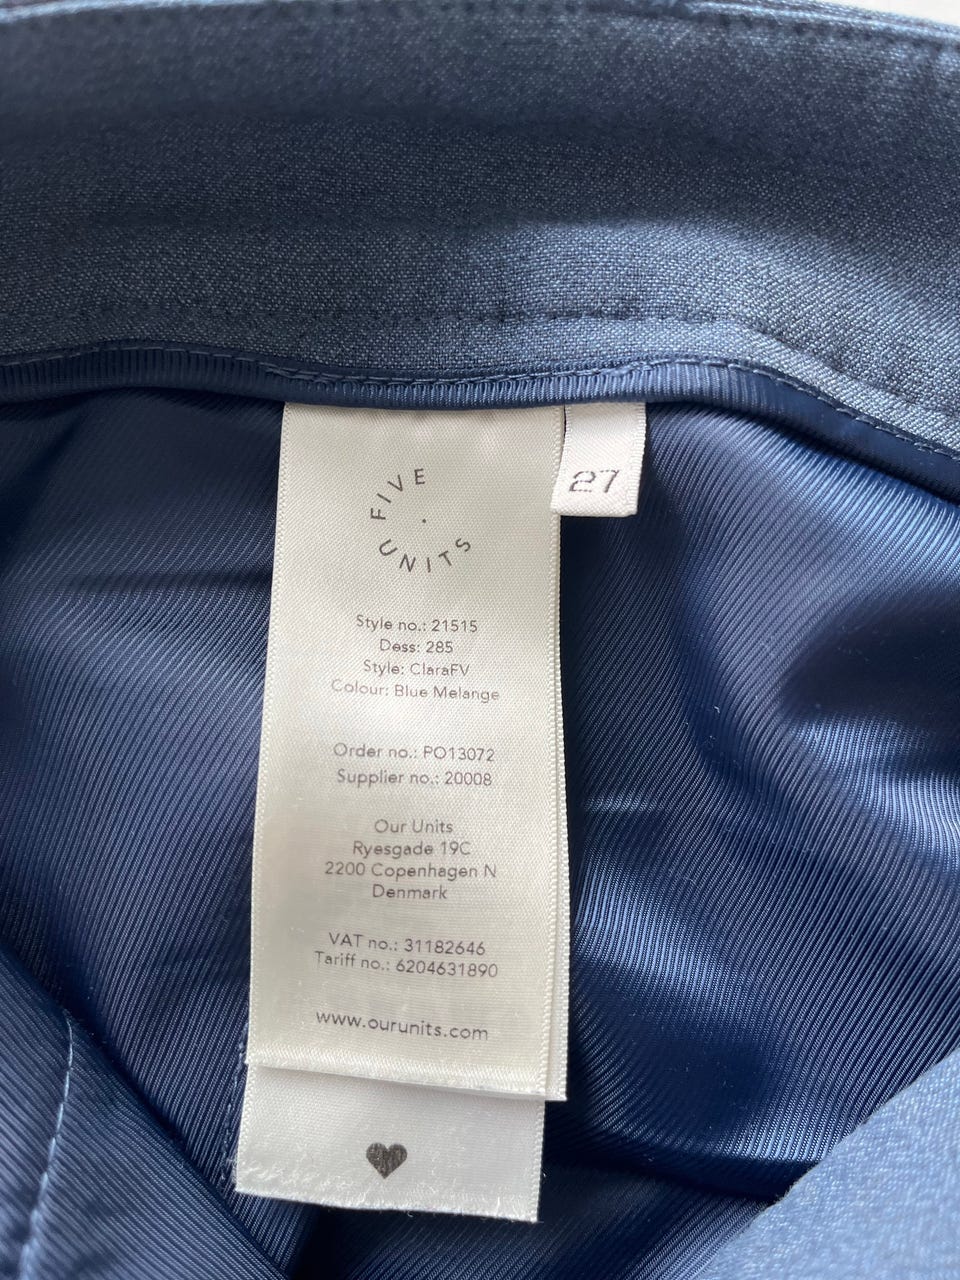 FIVE
UNITS
27
Style no.: 21515
Dess: 285
Style: ClaraFV
Colour: Blue Melange
Order no.: PO13072
Supplier no.: 20008
Our Units
Ryesgade 19C
2200 Copenhagen N
Denmark
VAT no.: 31182646
Tariff no.: 6204631890
www.ourunits.com